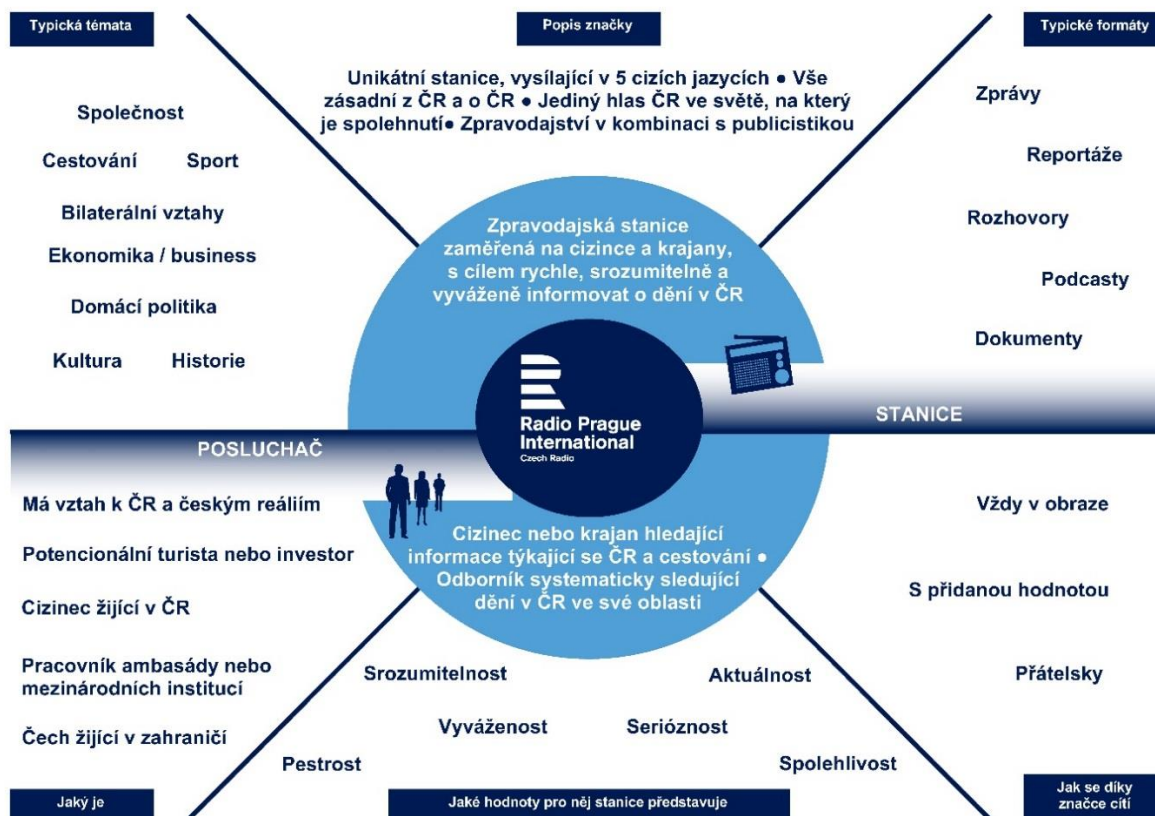 Typická témata
Společnost
Cestování Sport
Bilaterální vztahy
Ekonomika / business
Domácí politika
Kultura Historie
Popis značky
Unikátní stanice, vysílající v 5 cizích jazycích ● Vše
zásadní z ČR a o ČR ● Jediný hlas ČR ve světě, na který
je spolehnutí● Zpravodajství v kombinaci s publicistikou
Typické formáty
Zprávy
Reportáže
Rozhovory
Podcasty
Dokumenty
Zpravodajská stanice
zaměřená na cizince a krajany,
s cílem rychle, srozumitelně a
vyváženě informovat o dění v ČR
STANICE
Radio Prague
International
Czech Radio
POSLUCHAČ
Má vztah k ČR a českým reáliím
Potencionální turista nebo investor
Cizinec žijící v ČR
Pracovník ambasády nebo
mezinárodních institucí
Čech žijící v zahraničí
Jaký je
Cizinec nebo krajan hledající
informace týkající se ČR a cestování ●
Odborník systematicky sledující
dění v ČR ve své oblasti
Srozumitelnost Aktuálnost
Vyváženost Serióznost
Pestrost Spolehlivost
Jaké hodnoty pro něj stanice představuje
Vždy v obraze
S přidanou hodnotou
Přátelsky
Jak se díky
značce cítí